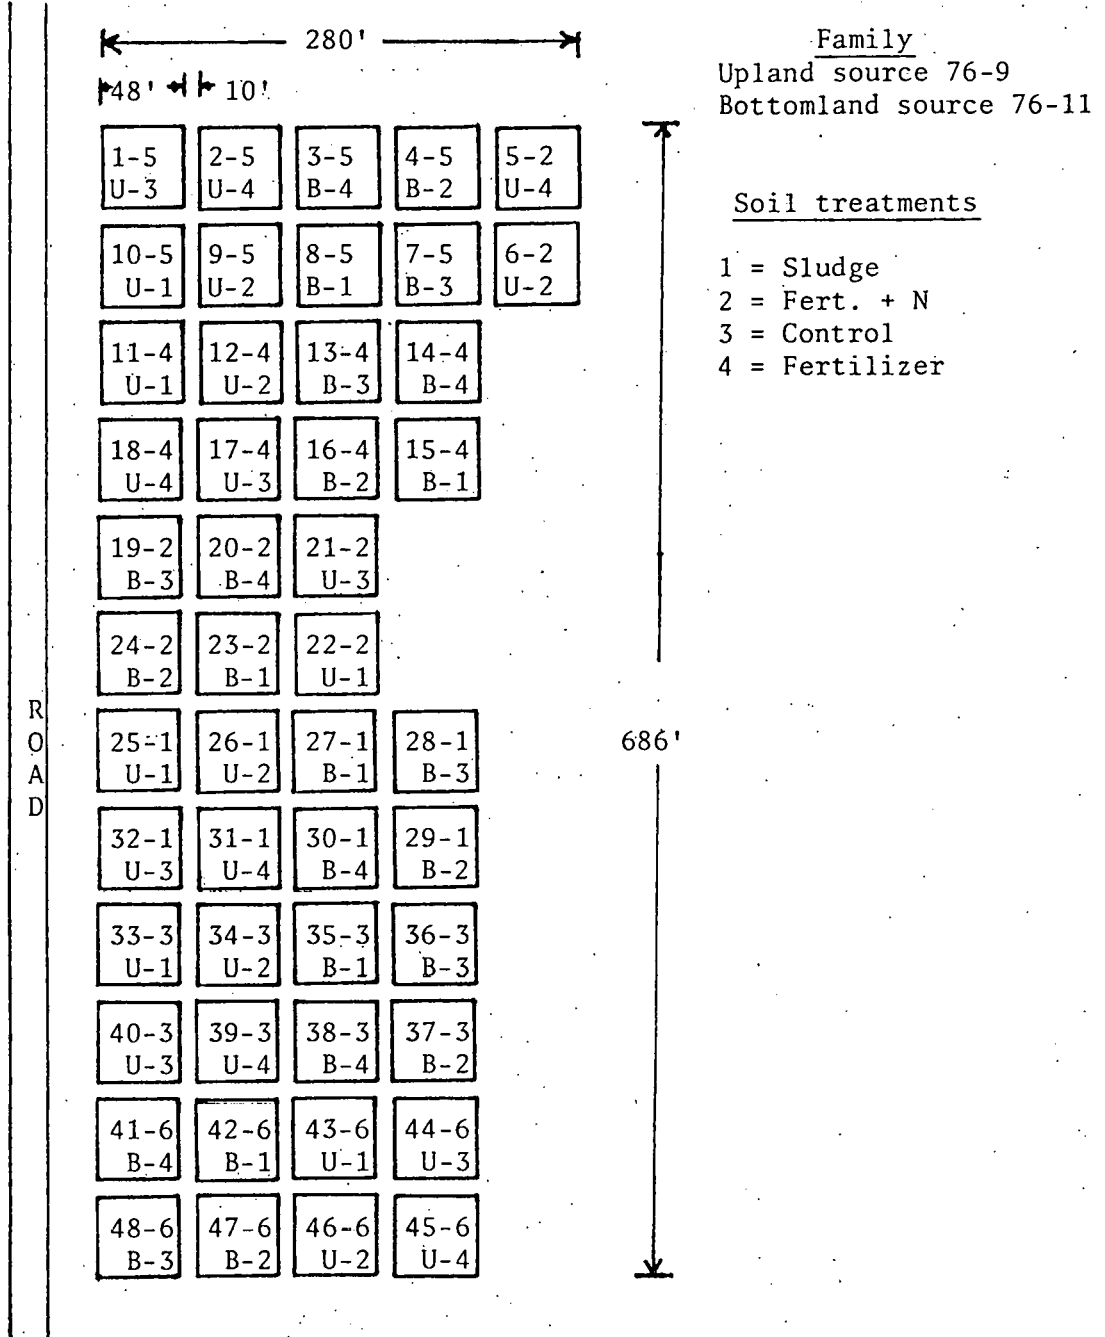 280'
48' 10'
Family
Upland source 76-9
Bottomland source 76-11
1-5 2-5 3-5 4-5 5-2
U-3 U-4 B-4 B-2 U-4
Soil treatments
10-5 9-5 8-5 7-5 6-2
U-1 U-2 B-1 B-3 U-2
1 = Sludge
2 = Fert. + N
3 = Control
4 = Fertilizer
11-4 12-4 13-4 14-4
U-1 U-2 B-3 B-4
18-4 17-4 16-4 15-4
U-4 U-3 B-2 B-1
19-2 20-2 21-2
B-3 B-4 U-3
24-2 23-2 22-2
B-2 B-1 U-1
ROAD
25-1 26-1 27-1 28-1
U-1 U-2 B-1 B-3
686'
32-1 31-1 30-1 29-1
U-3 U-4 B-4 B-2
33-3 34-3 35-3 36-3
U-1 U-2 B-1 B-3
40-3 39-3 38-3 37-3
U-3 U-4 B-4 B-2
41-6 42-6 43-6 44-6
B-4 B-1 U-1 U-3
48-6 47-6 46-6 45-6
B-3 B-2 U-2 U-4